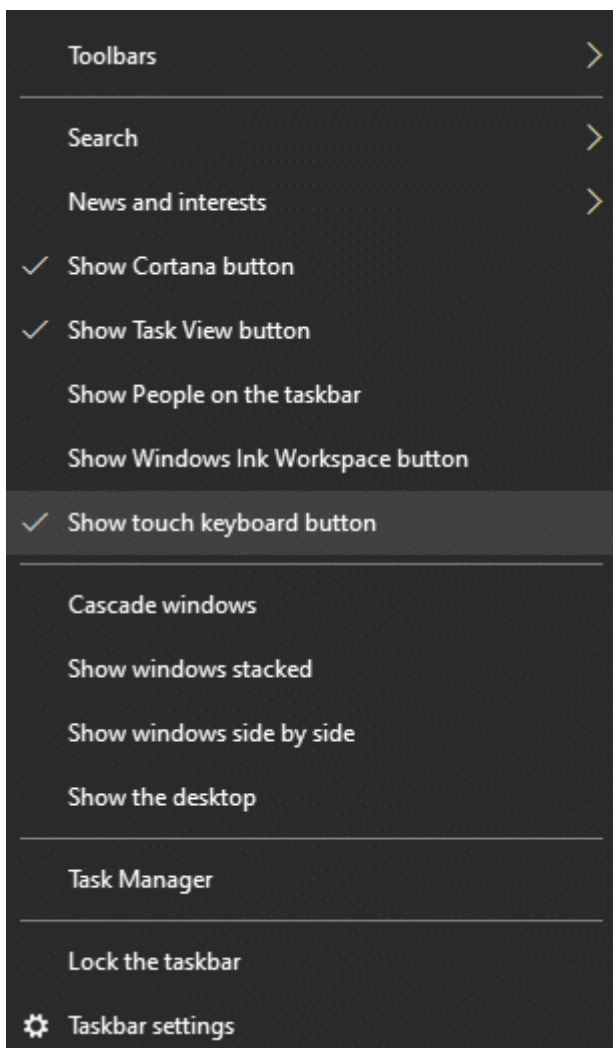 Toolbars
Search
News and interests
Show Cortana button
Show Task View button
Show People on the taskbar
Show Windows Ink Workspace button
Show touch keyboard button
Cascade windows
Show windows stacked
Show windows side by side
Show the desktop
Task Manager
Lock the taskbar
Taskbar settings